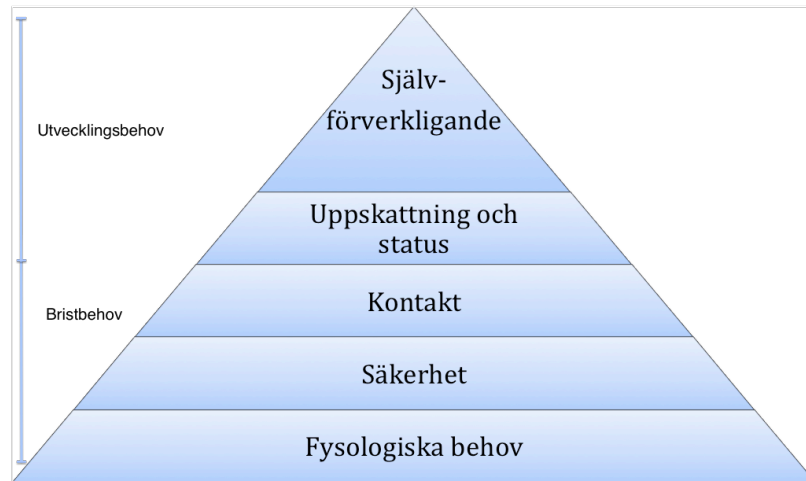 Själv-
förverkligande
Utvecklingsbehov
Uppskattning och
status
Kontakt
Bristbehov
Säkerhet
Fysologiska behov